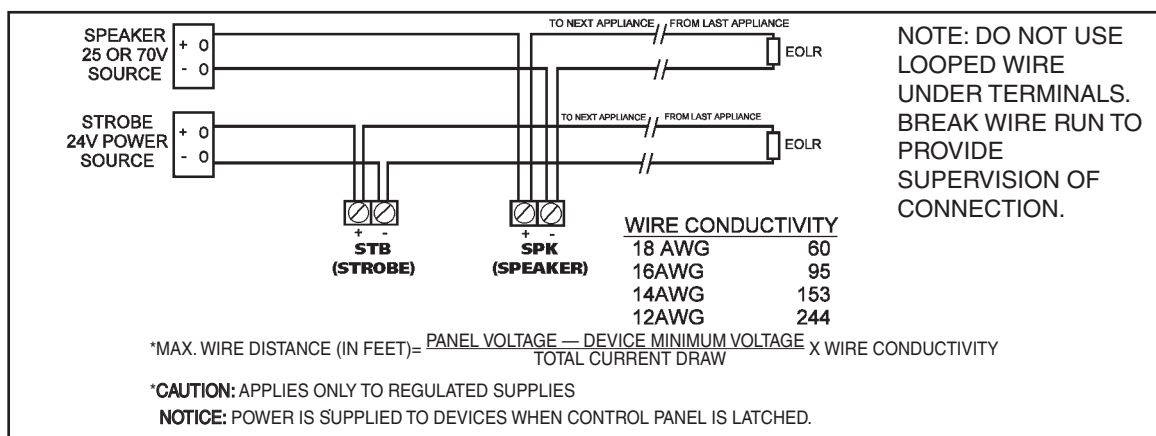 SPEAKER
25 OR 70V
SOURCE
+ O
- O
TO NEXT APPLIANCE
FROM LAST APPLIANCE
EOLR
STROBE
24V POWER
SOURCE
+ O
- O
TO NEXT APPLIANCE
FROM LAST APPLIANCE
EOLR
NOTE: DO NOT USE
LOOPED WIRE
UNDER TERMINALS.
BREAK WIRE RUN TO
PROVIDE
SUPERVISION OF
CONNECTION.
+ -
STB
(STROBE)
+ -
SPK
(SPEAKER)
WIRE CONDUCTIVITY
18 AWG 60
16AWG 95
14AWG 153
12AWG 244
*MAX. WIRE DISTANCE (IN FEET)= PANEL VOLTAGE — DEVICE MINIMUM VOLTAGE
TOTAL CURRENT DRAW
X WIRE CONDUCTIVITY
*CAUTION: APPLIES ONLY TO REGULATED SUPPLIES
NOTICE: POWER IS SUPPLIED TO DEVICES WHEN CONTROL PANEL IS LATCHED.